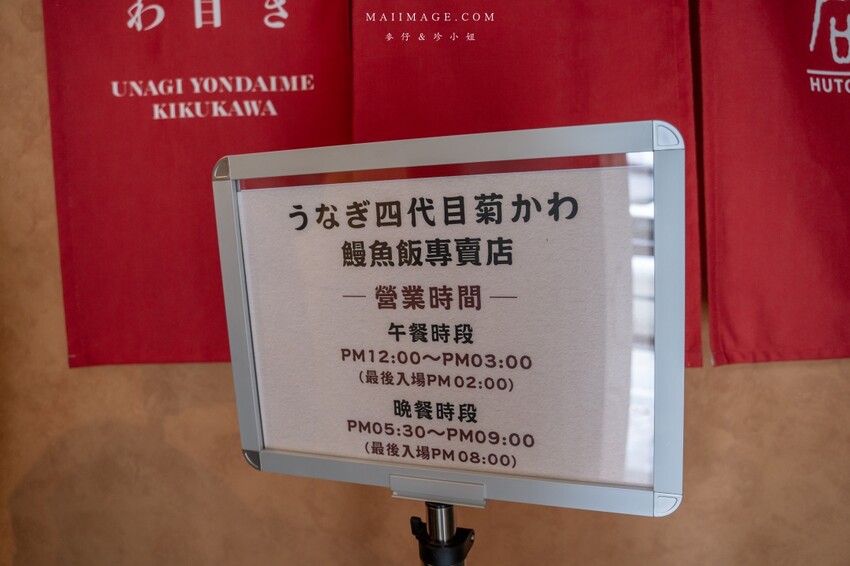 MAIIMAGE.COM
麥仔&珍小姐
わ目き
UNAGI YONDAIME
KIKUKAWA
HUTO
うなぎ四代目菊かわ
鰻魚飯專賣店
— 營業時間 —
午餐時段
PM12:00～PM03:00
(最後入場PM02:00)
晚餐時段
PM05:30～PM09:00
(最後入場PM08:00)